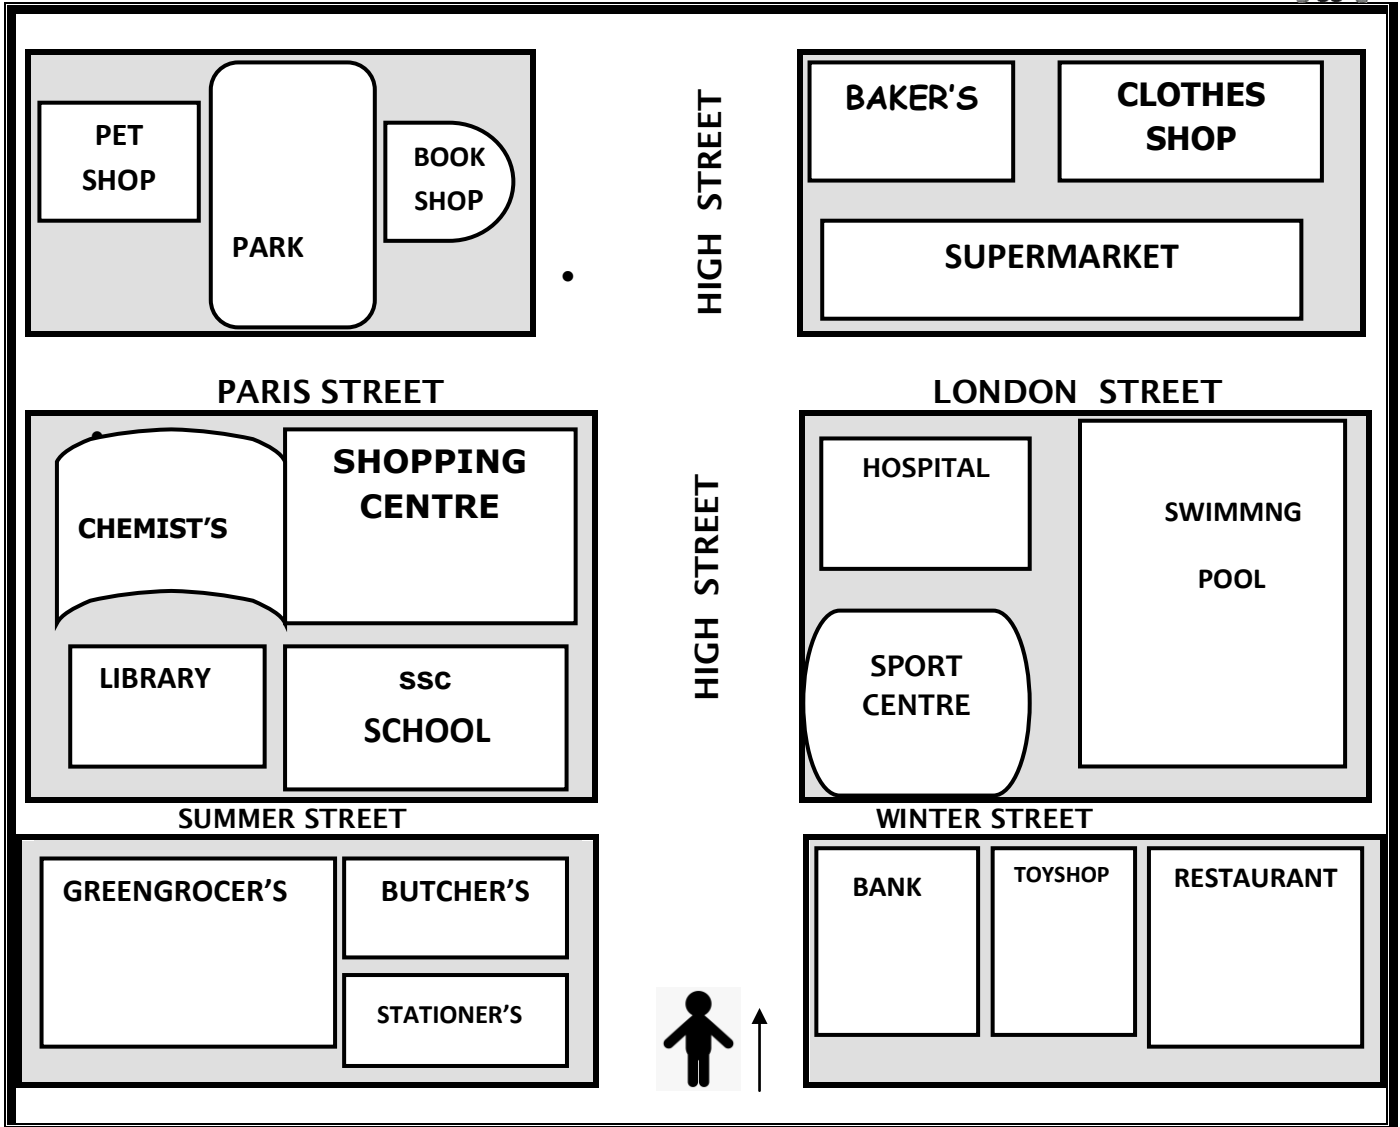 PET
SHOP
PARK
BOOK
SHOP
HIGH STREET
BAKER'S
CLOTHES
SHOP
SUPERMARKET
PARIS STREET
LONDON STREET
CHEMIST'S
SHOPPING
CENTRE
LIBRARY
SSC
SCHOOL
HIGH STREET
HOSPITAL
SWIMMNG
POOL
SPORT
CENTRE
SUMMER STREET
WINTER STREET
GREENGROCER'S
BUTCHER'S
STATIONER'S
BANK
TOYSHOP
RESTAURANT